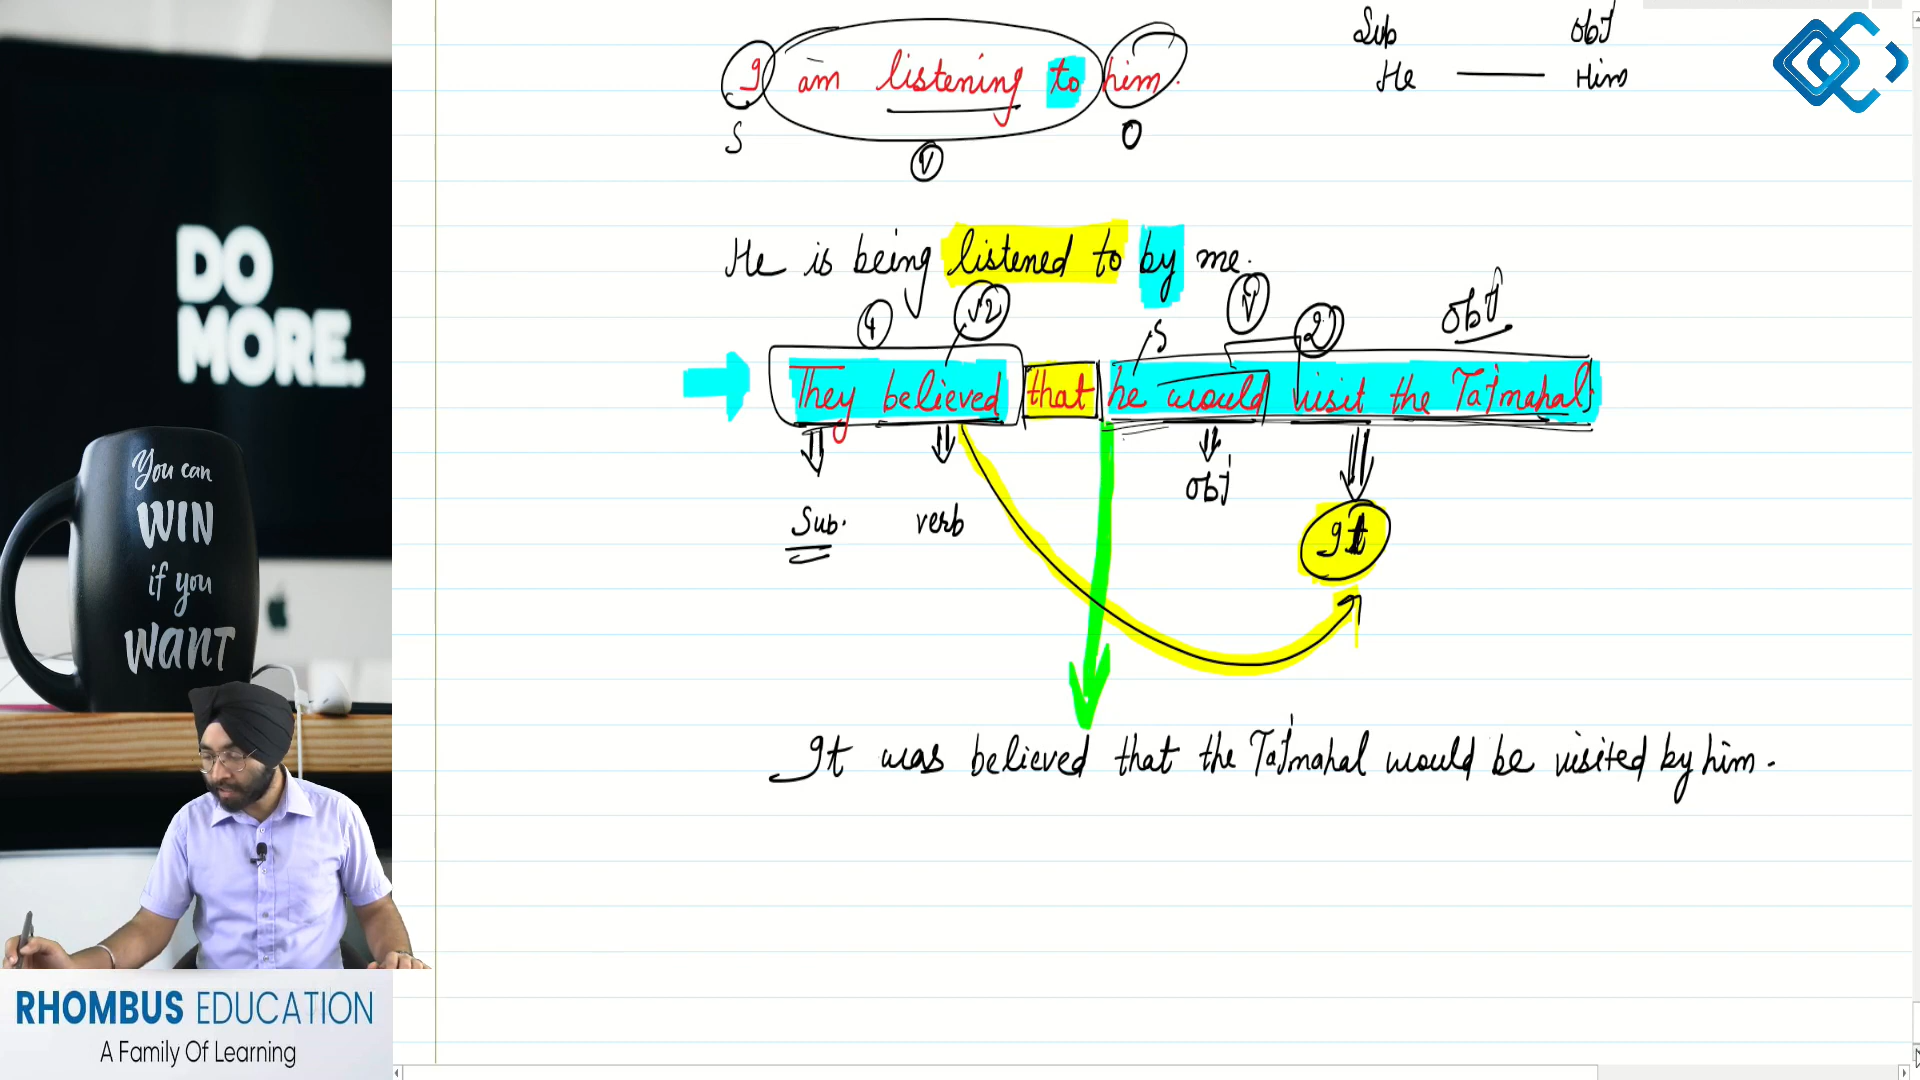 Sub obj
I am listening to him.
He — Him
S V O
He is being listened to by me.
1 V2 S V 2 obj
They believed that he would visit the Tajmahal.
obj
Sub. verb
It
It was believed that the Tajmahal would be visited by him.
DO
MORE.
You can
WIN
if you
WANT
RHOMBUS EDUCATION
A Family Of Learning